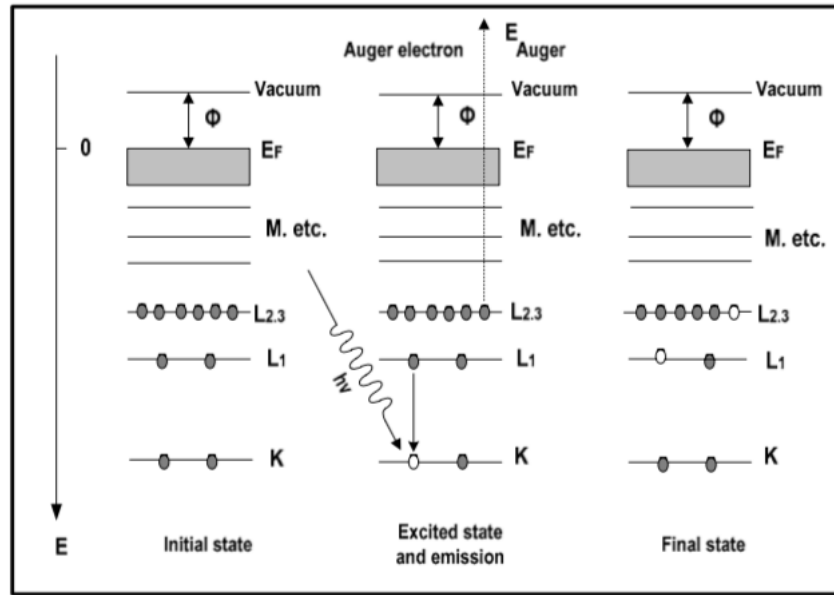 E
Auger electron Auger
Vacuum Vacuum Vacuum
Φ Φ Φ
0 EF EF EF
M. etc. M. etc. M. etc.
L2.3 L2.3 L2.3
L1 L1 L1
hv
K K K
E
Initial state
Excited state
and emission
Final state